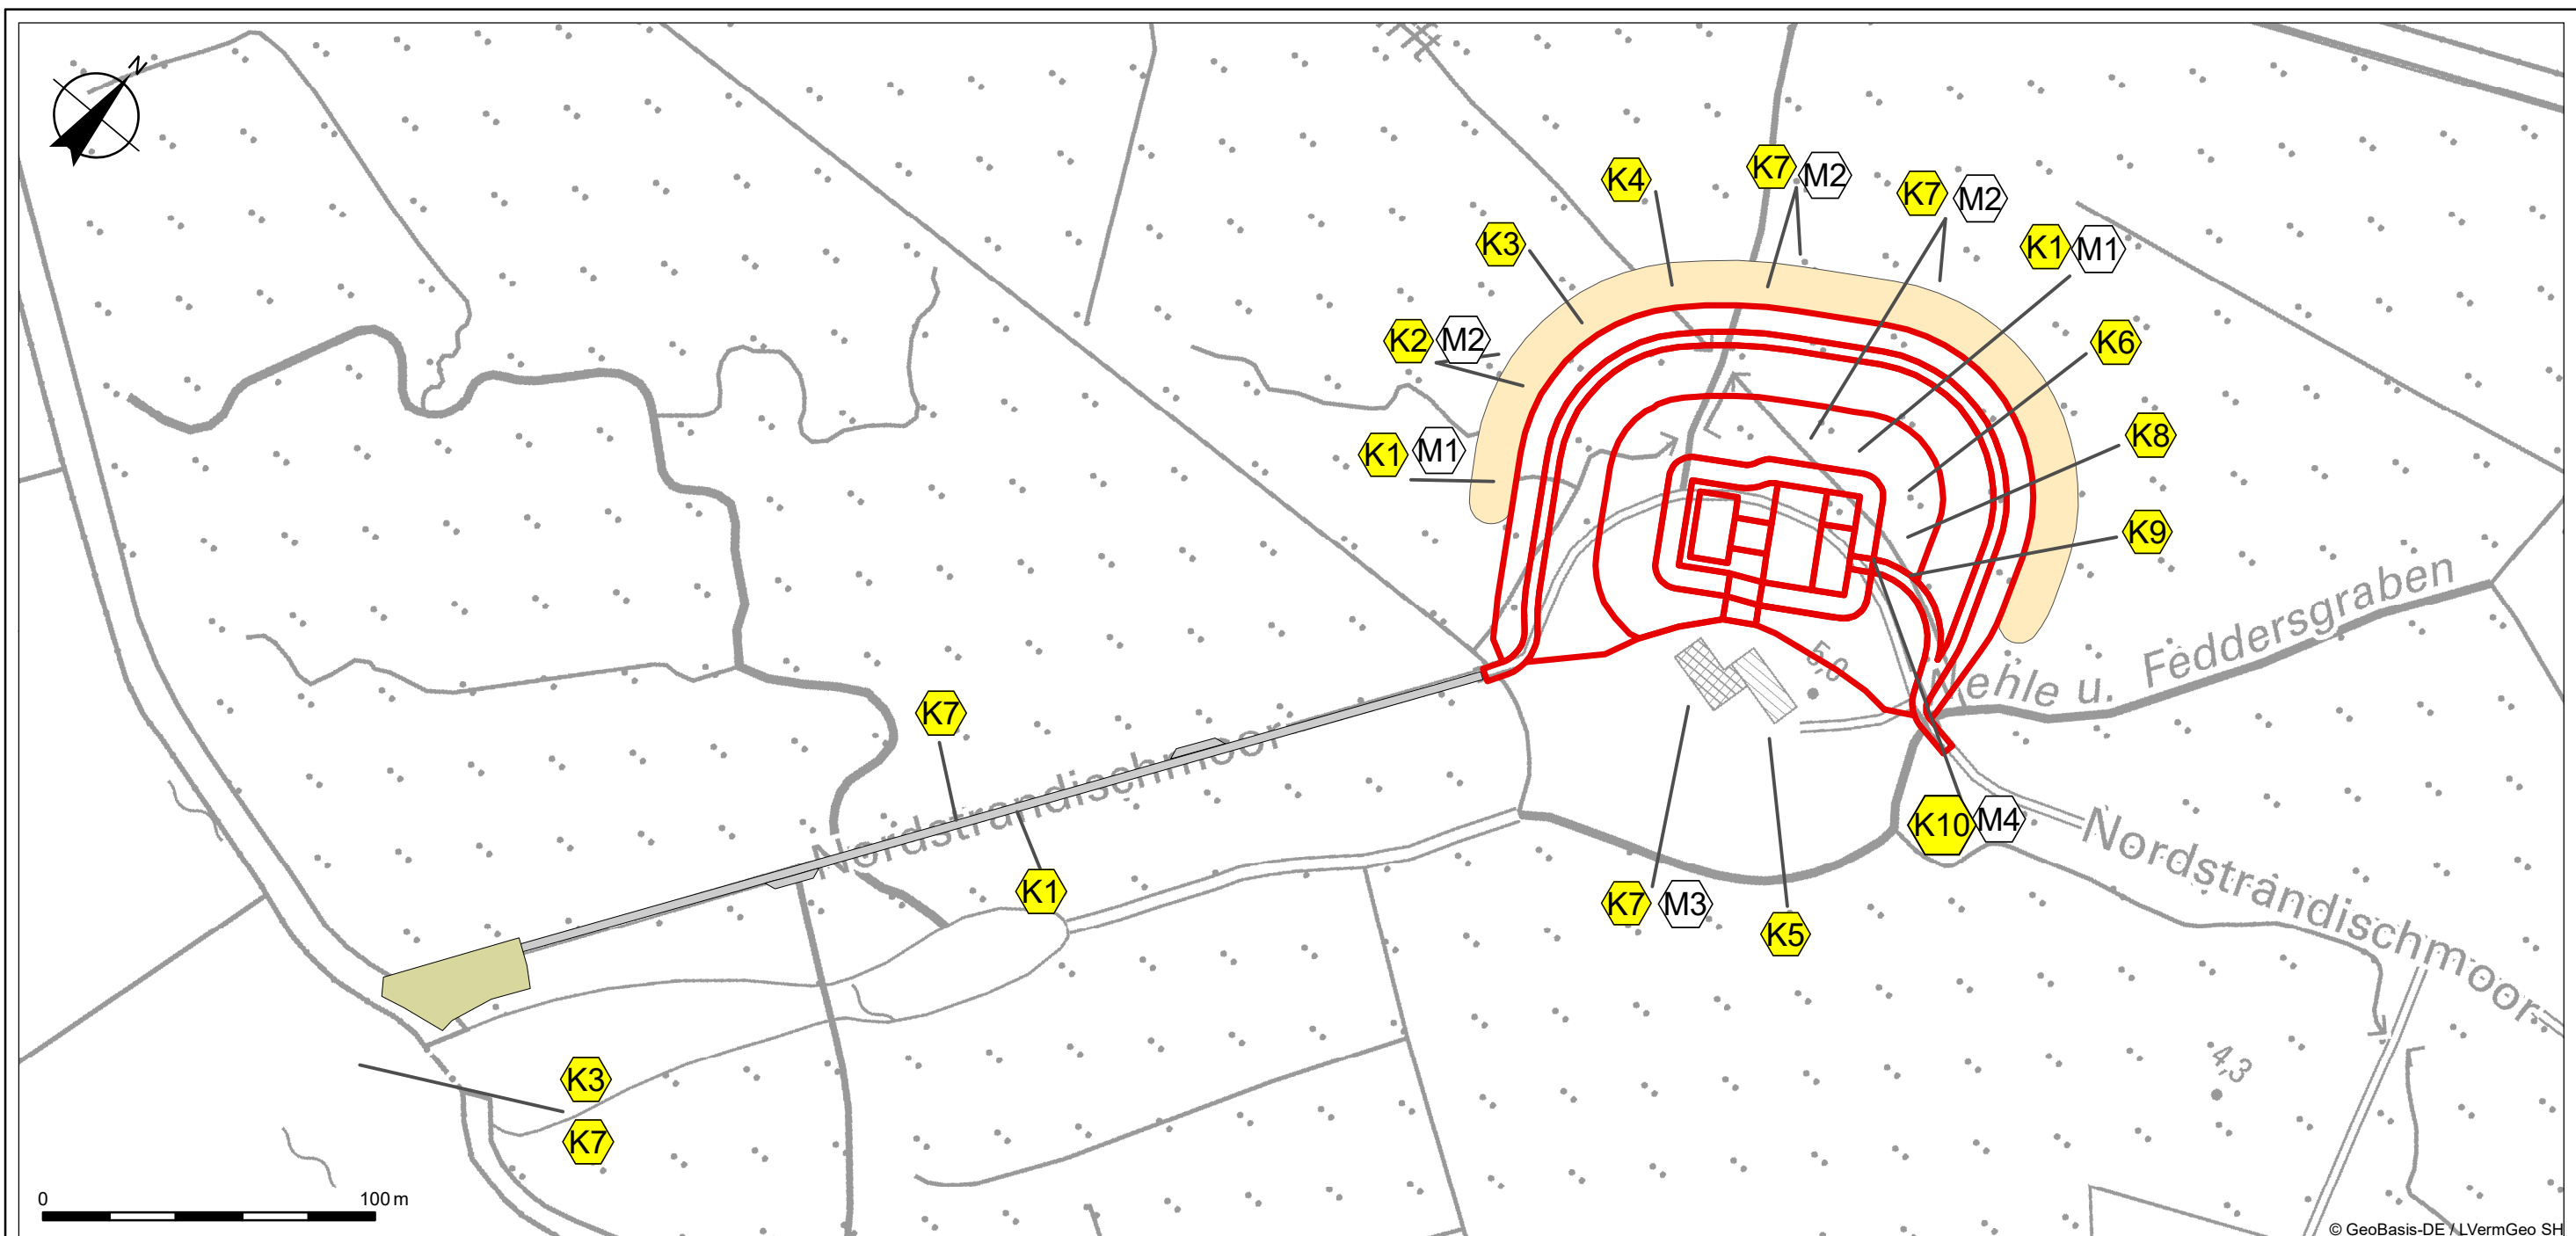 N
K4
K7 M2
K7 M2
K3
K1 M1
K2 M2
K6
K1 M1
K8
K9
Mehle u. Feddersgraben
5,0
K7
Nordstrandischmoor
K10 M4
Nordstrandischmoor
K1
K7 M3
K5
4,3
K3
K7
0 100 m
© GeoBasis-DE / LVermGeo SH